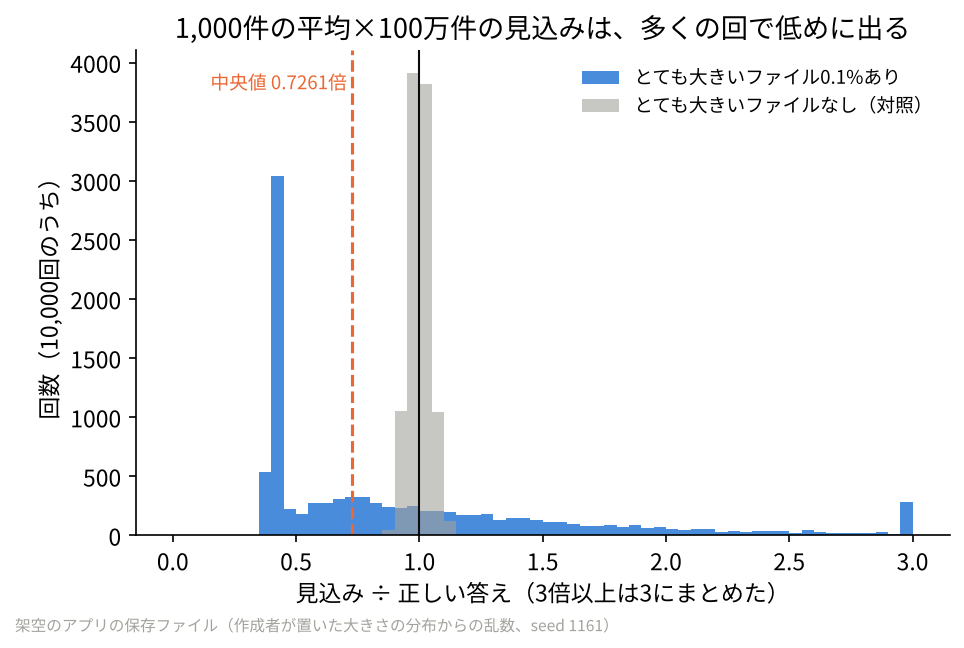 1,000件の平均×100万件の見込みは、多くの回で低めに出る
中央値 0.7261倍
とても大きいファイル0.1%あり
とても大きいファイルなし（対照）
回数（10,000回のうち）
4000
3500
3000
2500
2000
1500
1000
500
0
0.0 0.5 1.0 1.5 2.0 2.5 3.0
見込み ÷ 正しい答え（3倍以上は3にまとめた）
架空のアプリの保存ファイル（作成者が置いた大きさの分布からの乱数、seed 1161）